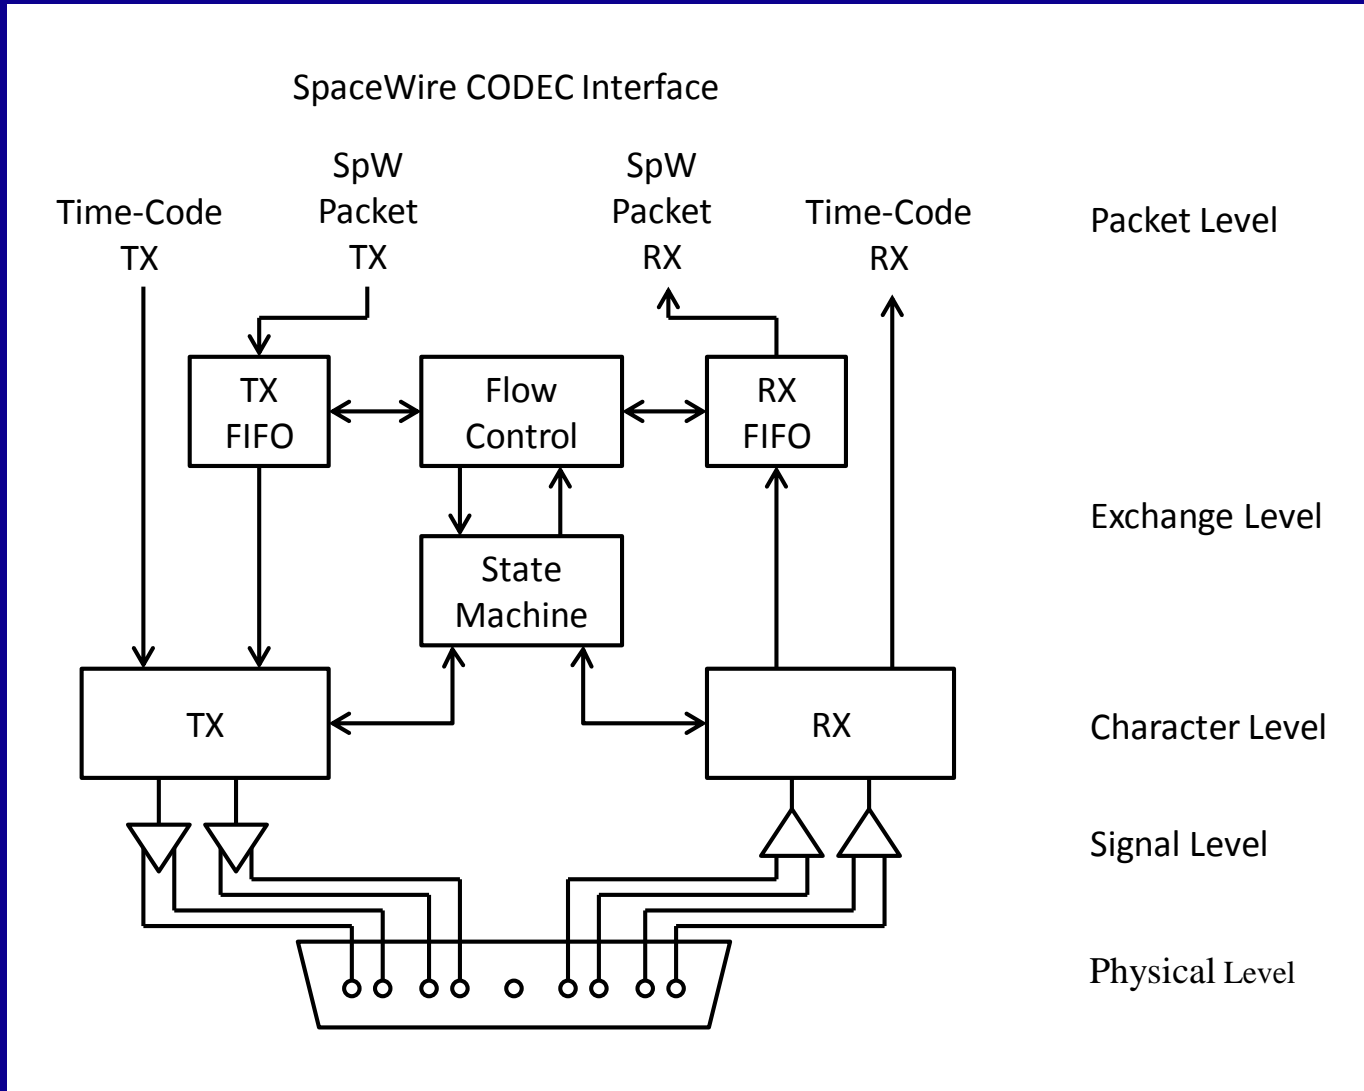 SpaceWire CODEC Interface
Time-Code
TX
SpW
Packet
TX
SpW
Packet
RX
Time-Code
RX
Packet Level
TX
FIFO
Flow
Control
RX
FIFO
Exchange Level
State
Machine
TX
RX
Character Level
Signal Level
Physical Level